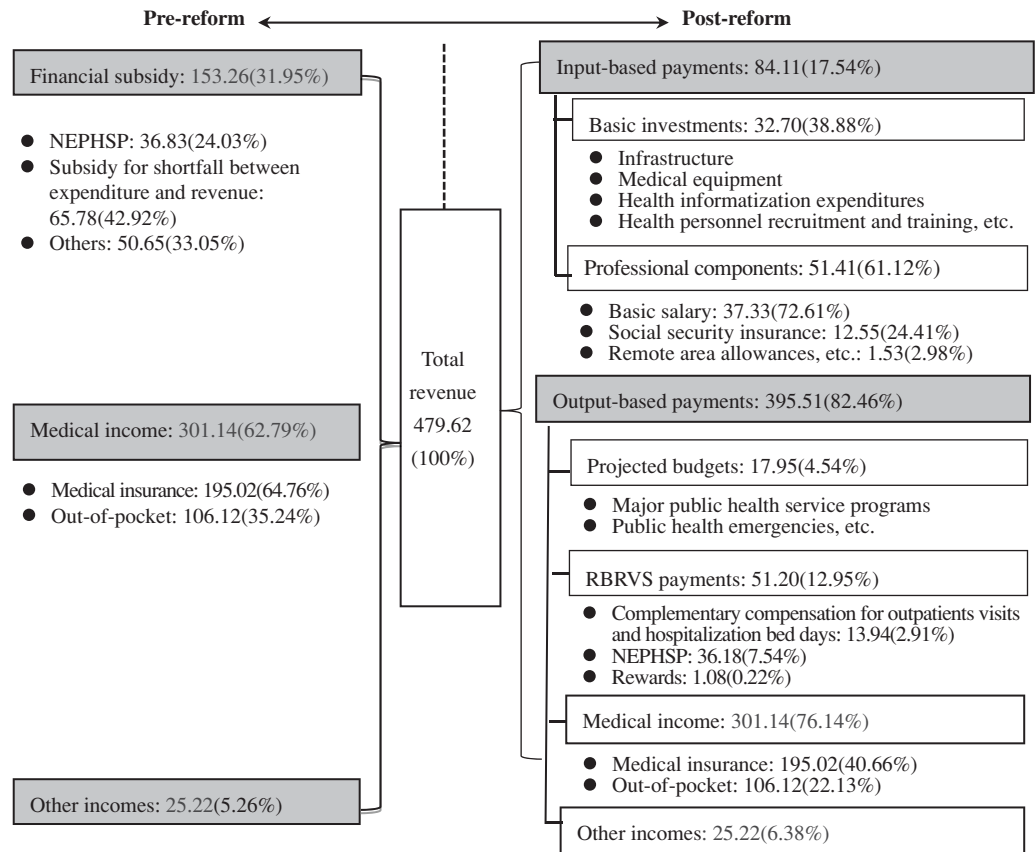 Pre-reform
Post-reform
Financial subsidy: 153.26(31.95%)
● NEPHSP: 36.83(24.03%)
● Subsidy for shortfall between
expenditure and revenue:
65.78(42.92%)
● Others: 50.65(33.05%)
Medical income: 301.14(62.79%)
● Medical insurance: 195.02(64.76%)
● Out-of-pocket: 106.12(35.24%)
Other incomes: 25.22(5.26%)
Total
revenue
479.62
(100%)
Input-based payments: 84.11(17.54%)
Basic investments: 32.70(38.88%)
● Infrastructure
● Medical equipment
● Health informatization expenditures
● Health personnel recruitment and training, etc.
Professional components: 51.41(61.12%)
● Basic salary: 37.33(72.61%)
● Social security insurance: 12.55(24.41%)
● Remote area allowances, etc.: 1.53(2.98%)
Output-based payments: 395.51(82.46%)
Projected budgets: 17.95(4.54%)
● Major public health service programs
● Public health emergencies, etc.
RBRVS payments: 51.20(12.95%)
● Complementary compensation for outpatients visits
and hospitalization bed days: 13.94(2.91%)
● NEPHSP: 36.18(7.54%)
● Rewards: 1.08(0.22%)
Medical income: 301.14(76.14%)
● Medical insurance: 195.02(40.66%)
● Out-of-pocket: 106.12(22.13%)
Other incomes: 25.22(6.38%)